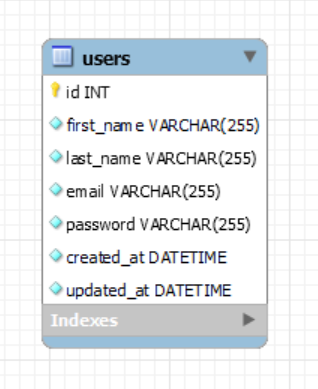 users
id INT
first_name VARCHAR(255)
last_name VARCHAR(255)
email VARCHAR(255)
password VARCHAR(255)
created_at DATETIME
updated_at DATETIME
Indexes